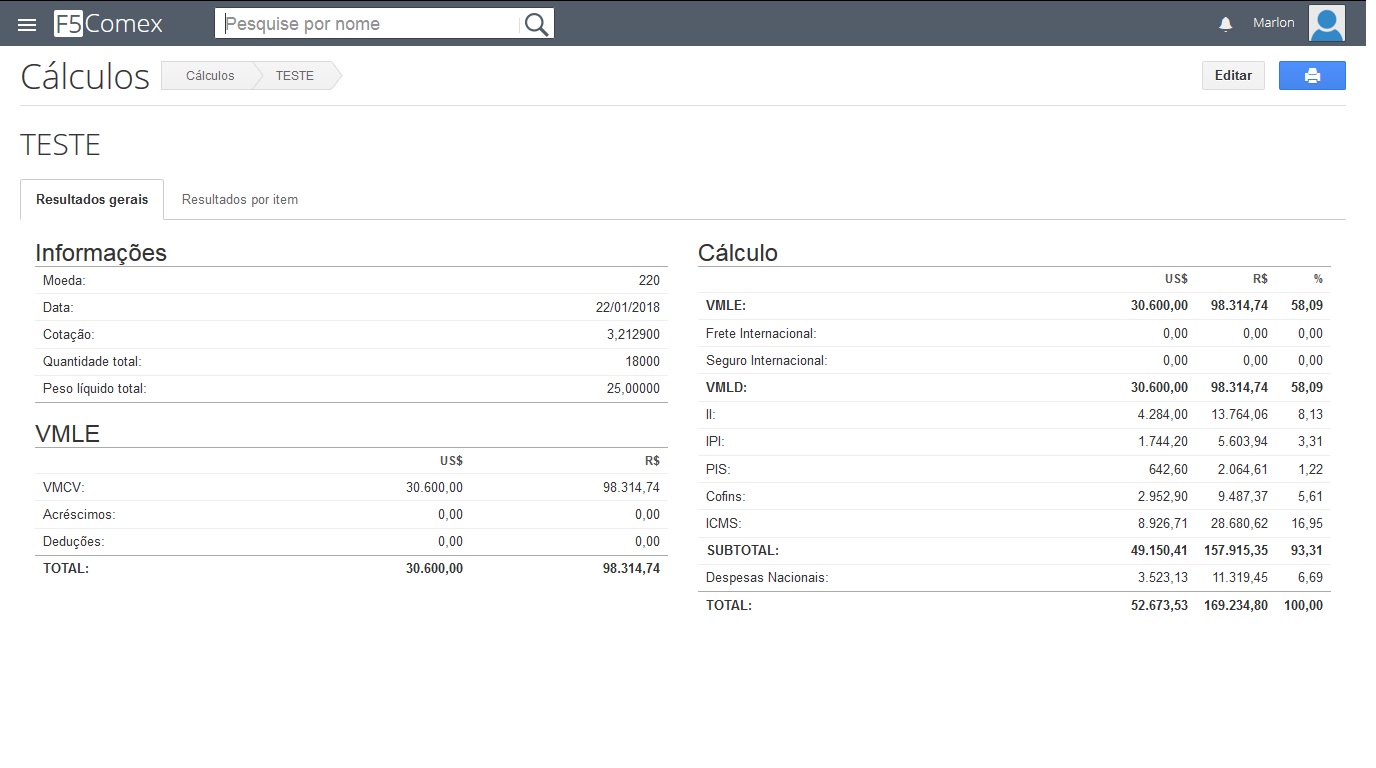 F5Comex Pesquise por nome Marlon
Cálculos Cálculos TESTE Editar
TESTE
Resultados gerais Resultados por item
Informações
Moeda: 220
Data: 22/01/2018
Cotação: 3,212900
Quantidade total: 18000
Peso líquido total: 25,00000
VMLE
US$ R$
VMCV: 30.600,00 98.314,74
Acréscimos: 0,00 0,00
Deduções: 0,00 0,00
TOTAL: 30.600,00 98.314,74
Cálculo
US$ R$ %
VMLE: 30.600,00 98.314,74 58,09
Frete Internacional: 0,00 0,00 0,00
Seguro Internacional: 0,00 0,00 0,00
VMLD: 30.600,00 98.314,74 58,09
II: 4.284,00 13.764,06 8,13
IPI: 1.744,20 5.603,94 3,31
PIS: 642,60 2.064,61 1,22
Cofins: 2.952,90 9.487,37 5,61
ICMS: 8.926,71 28.680,62 16,95
SUBTOTAL: 49.150,41 157.915,35 93,31
Despesas Nacionais: 3.523,13 11.319,45 6,69
TOTAL: 52.673,53 169.234,80 100,00